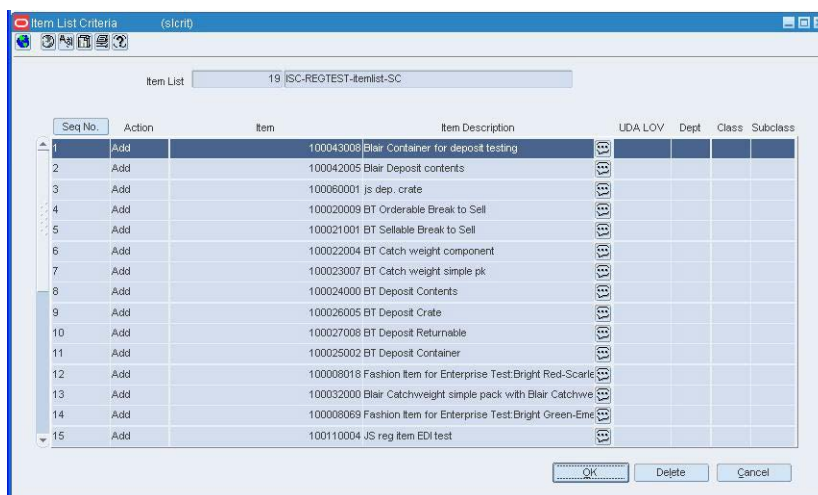 Item List Criteria (slcrit)
Item List 19 ISC-REGTEST-itemlist-SC
Seq No. Action Item Item Description UDA LOV Dept Class Subclass
1 Add 100043008 Blair Container for deposit testing
2 Add 100042005 Blair Deposit contents
3 Add 100060001 js dep. crate
4 Add 100020009 BT Orderable Break to Sell
5 Add 100021001 BT Sellable Break to Sell
6 Add 100022004 BT Catch weight component
7 Add 100023007 BT Catch weight simple pk
8 Add 100024000 BT Deposit Contents
9 Add 100026005 BT Deposit Crate
10 Add 100027008 BT Deposit Returnable
11 Add 100025002 BT Deposit Container
12 Add 100008018 Fashion Item for Enterprise Test:Bright Red-Scarle
13 Add 100032000 Blair Catchweight simple pack with Blair Catchwe
14 Add 100008069 Fashion Item for Enterprise Test:Bright Green-Eme
15 Add 100110004 JS reg item EDI test
OK Delete Cancel